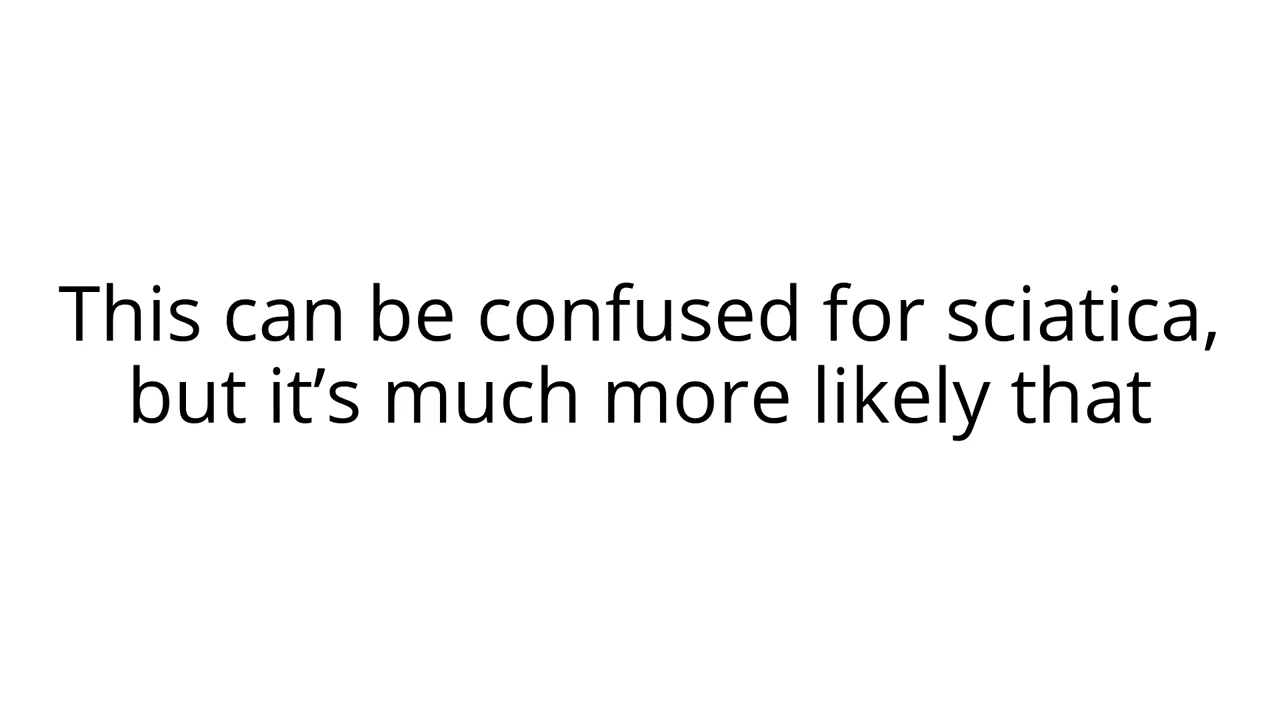 This can be confused for sciatica,
but it’s much more likely that